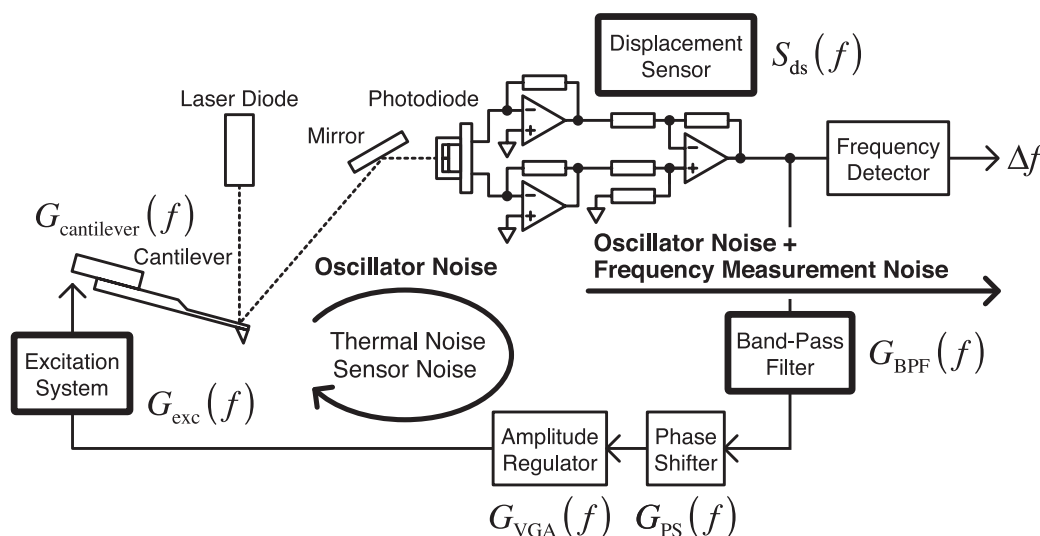 Displacement
Sensor
S_ds(f)
Laser Diode
Photodiode
Mirror
Frequency
Detector
Δf
G_cantilever(f)
Cantilever
Oscillator Noise
Oscillator Noise +
Frequency Measurement Noise
Thermal Noise
Sensor Noise
Excitation
System
G_exc(f)
Band-Pass
Filter
G_BPF(f)
Amplitude
Regulator
Phase
Shifter
G_VGA(f)
G_PS(f)